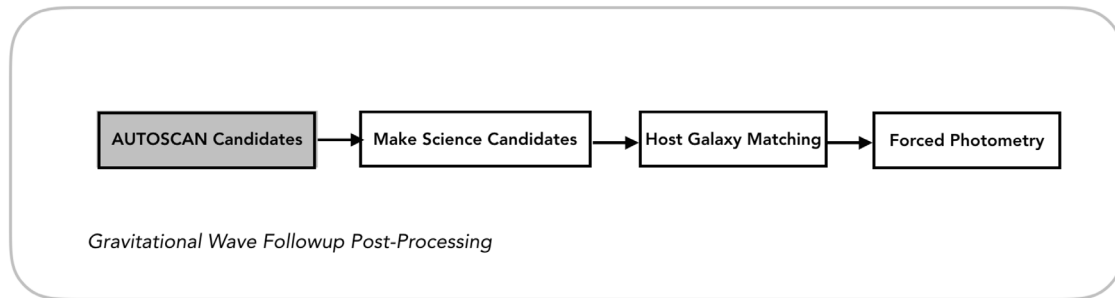 AUTOSCAN Candidates
Make Science Candidates
Host Galaxy Matching
Forced Photometry
Gravitational Wave Followup Post-Processing